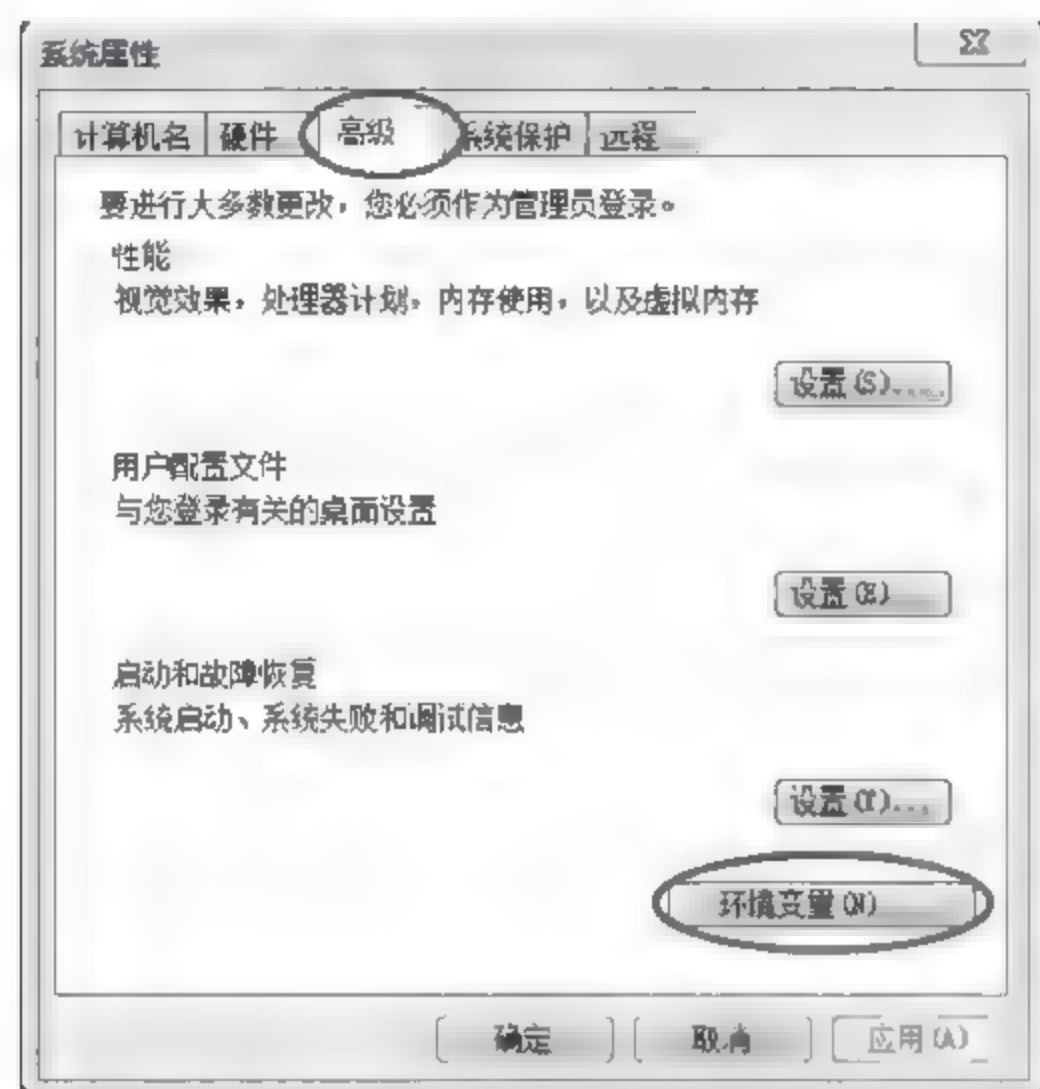 系统属性
计算机名 硬件 高级 系统保护 远程
要进行大多数更改，您必须作为管理员登录。
性能
视觉效果，处理器计划，内存使用，以及虚拟内存
设置(S)...
用户配置文件
与您登录有关的桌面设置
设置(E)
启动和故障恢复
系统启动、系统失败和调试信息
设置(T)...
环境变量(N)
确定 取消 应用(A)